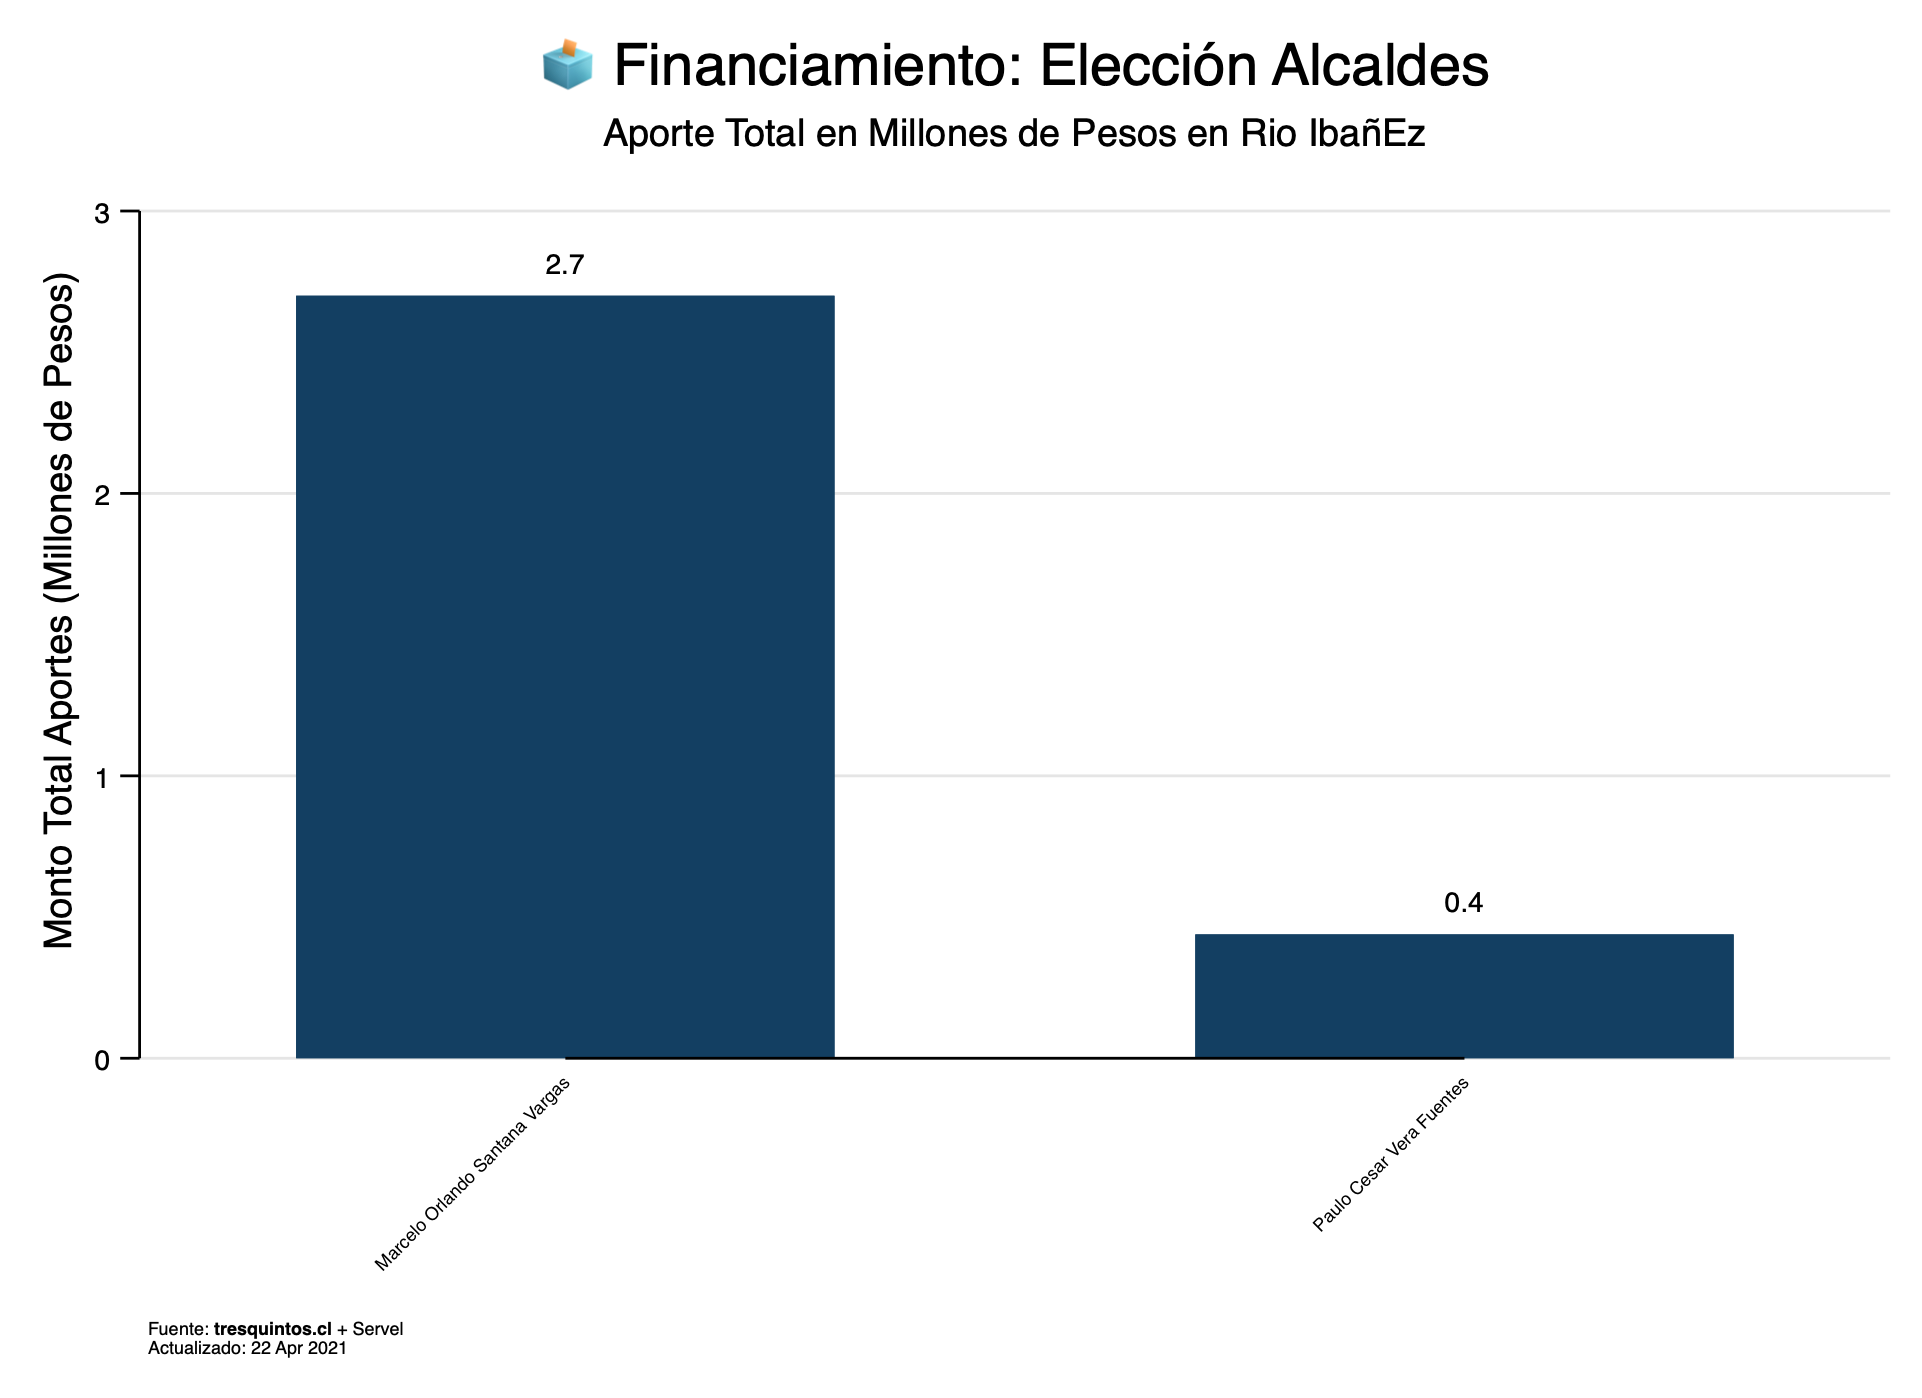 Financiamiento: Elección Alcaldes
Aporte Total en Millones de Pesos en Rio IbañEz
Monto Total Aportes (Millones de Pesos)
3
2
1
0
2.7
0.4
Marcelo Orlando Santana Vargas
Paulo Cesar Vera Fuentes
Fuente: tresquintos.cl + Servel
Actualizado: 22 Apr 2021